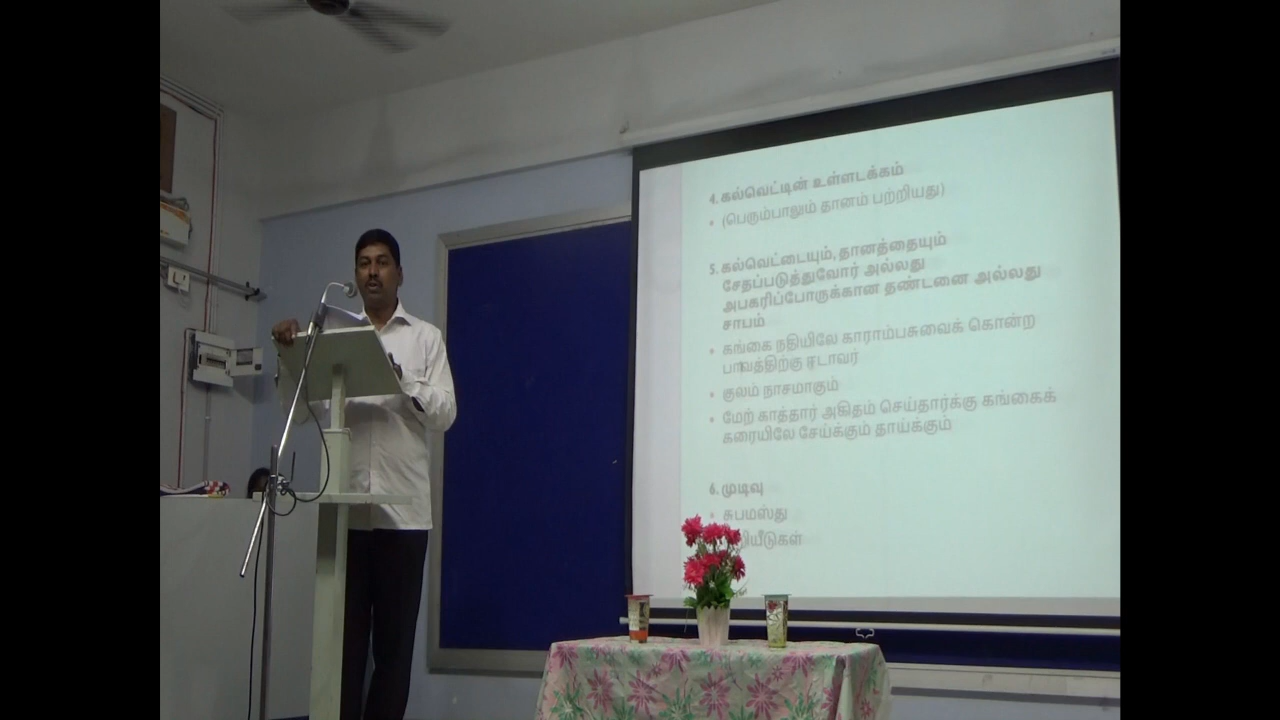 4. கல்வெட்டின் உள்ளடக்கம்
• (பெரும்பாலும் தானம் பற்றியது)
5. கல்வெட்டையும், தானத்தையும்
சேதப்படுத்துவோர் அல்லது
அபகரிப்போருக்கான தண்டனை அல்லது
சாபம்
• கங்கை நதியிலே காராம்பசுவைக் கொன்ற
பாவத்திற்கு ஈடாவர்
• குலம் நாசமாகும்
• மேற் காத்தார் அகிதம் செய்தார்க்கு கங்கைக்
கரையிலே சேய்க்கும் தாய்க்கும்
6. முடிவு
• சுபமஸ்து